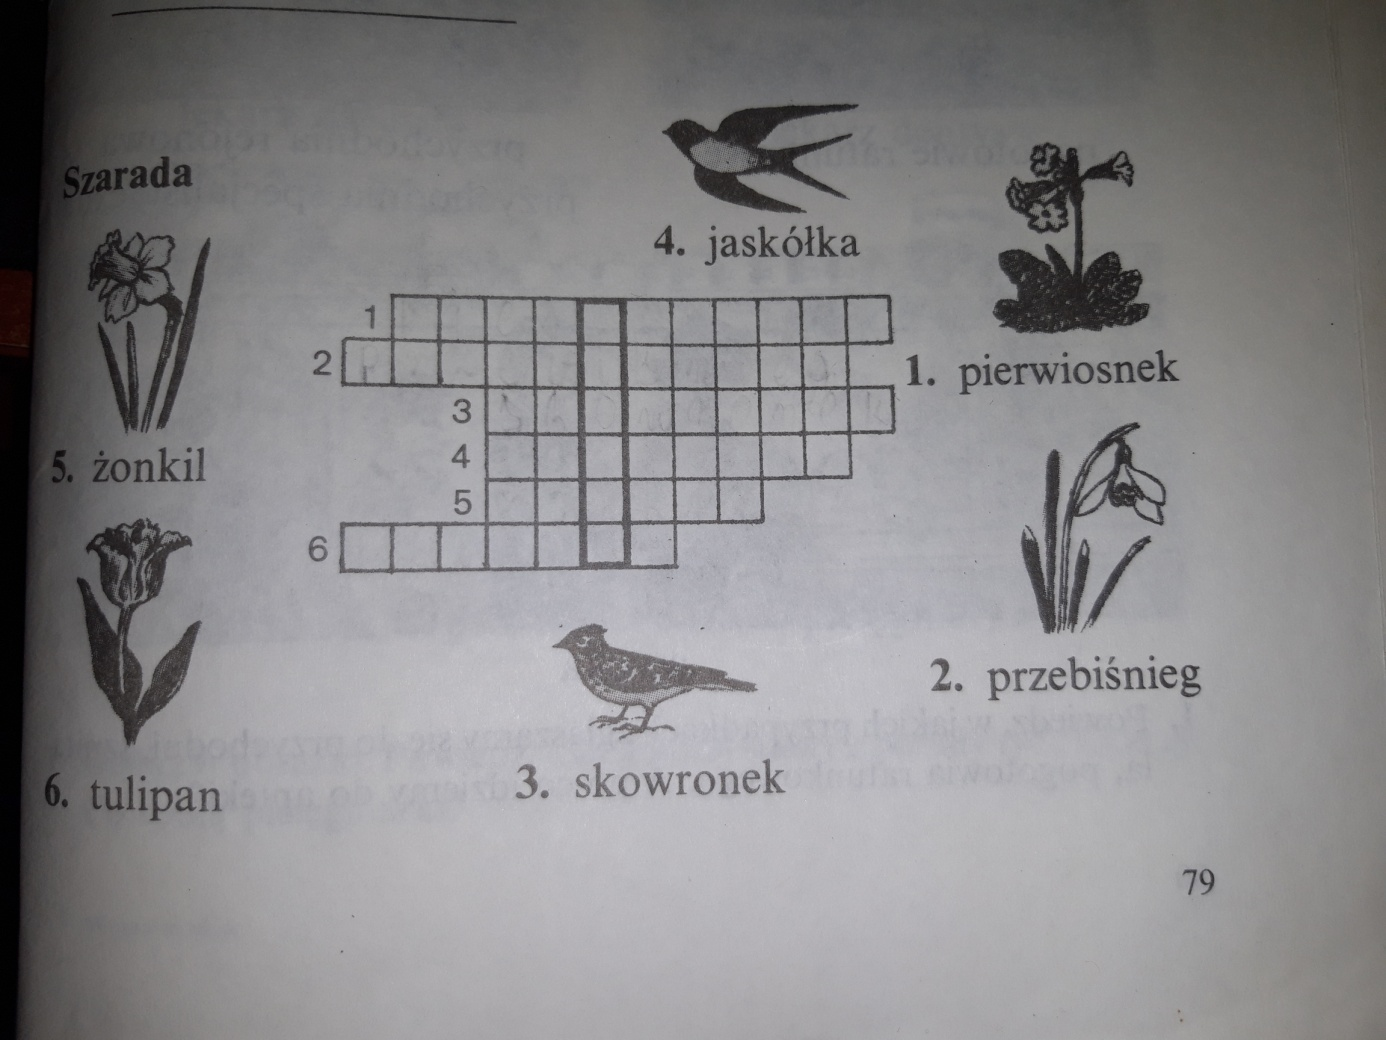 Szarada
4. jaskółka
1
2
1. pierwiosnek
3
4
5. żonkil
5
6
2. przebiśnieg
6. tulipan
3. skowronek
79